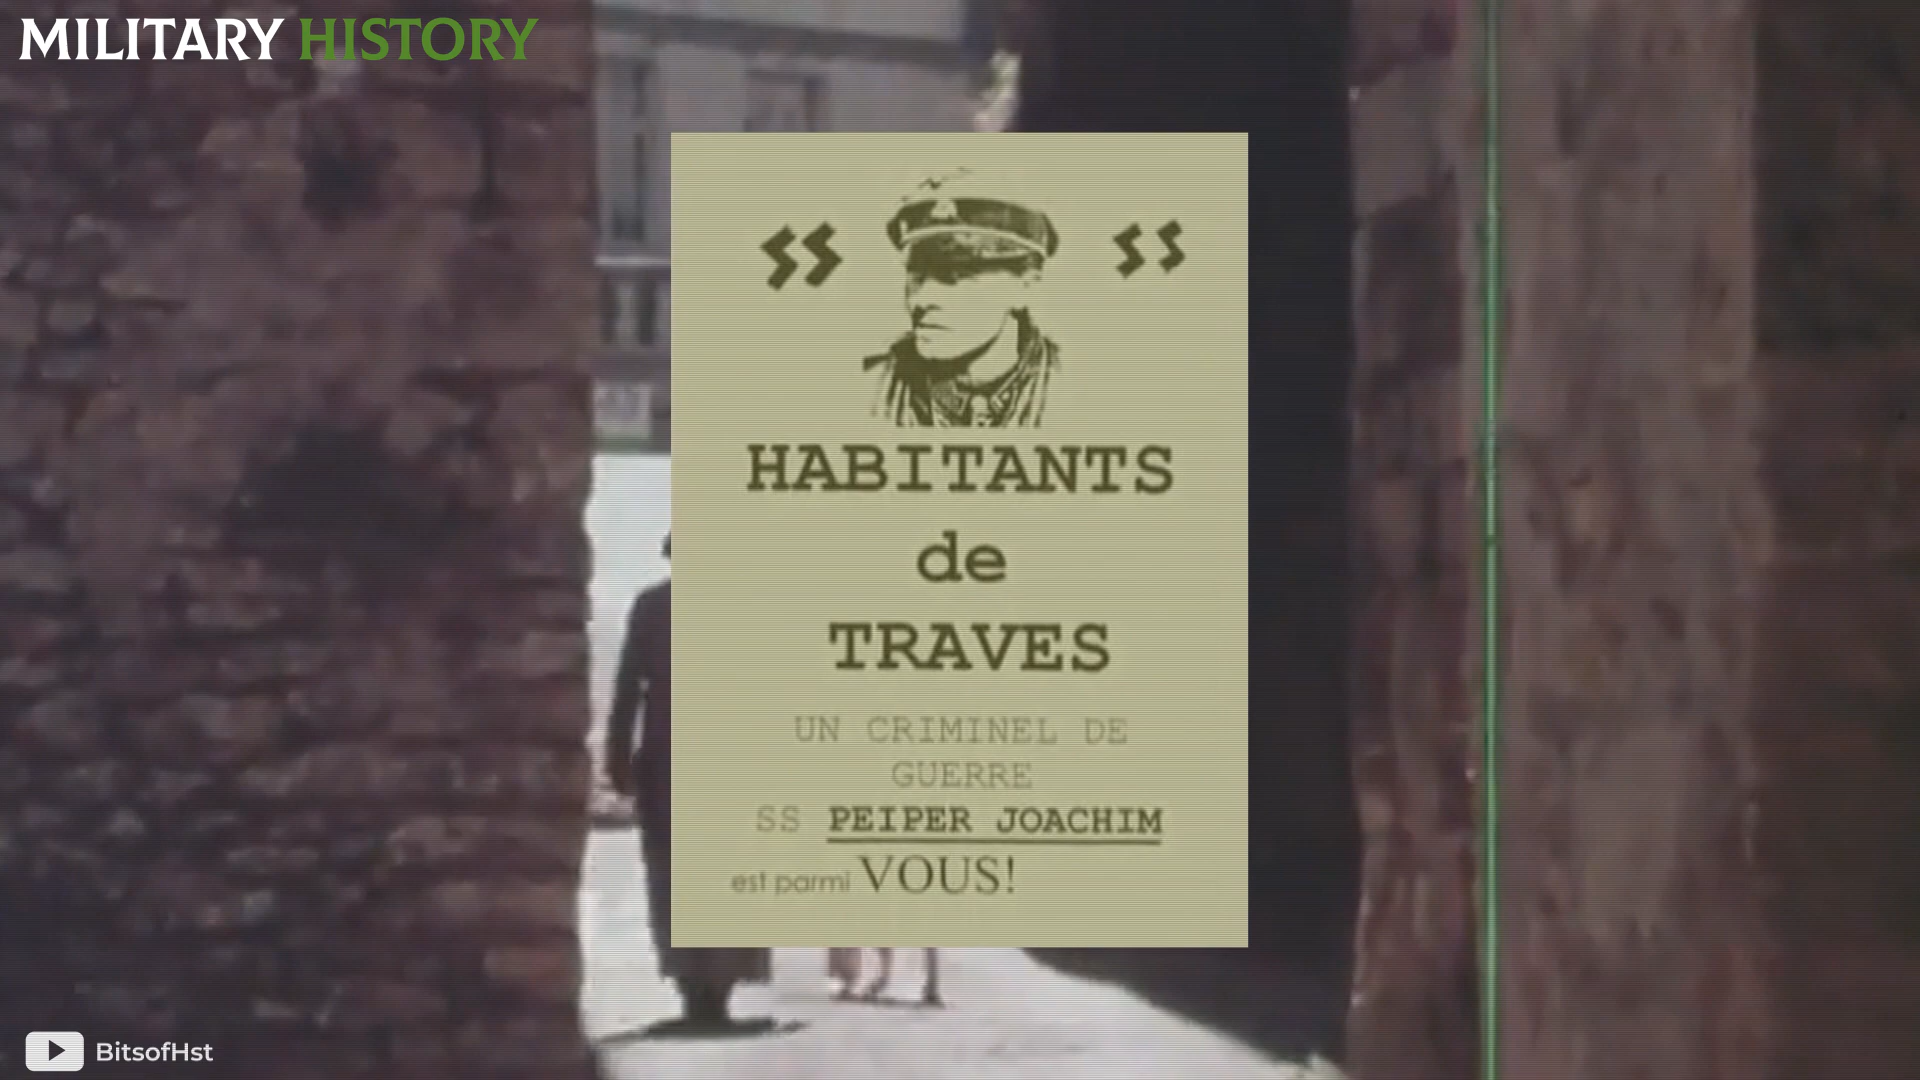 MILITARY HISTORY
SS SS
HABITANTS
de
TRAVES
UN CRIMINEL DE
GUERRE
SS PEIPER JOACHIM
est parmi VOUS!
BitsofHst